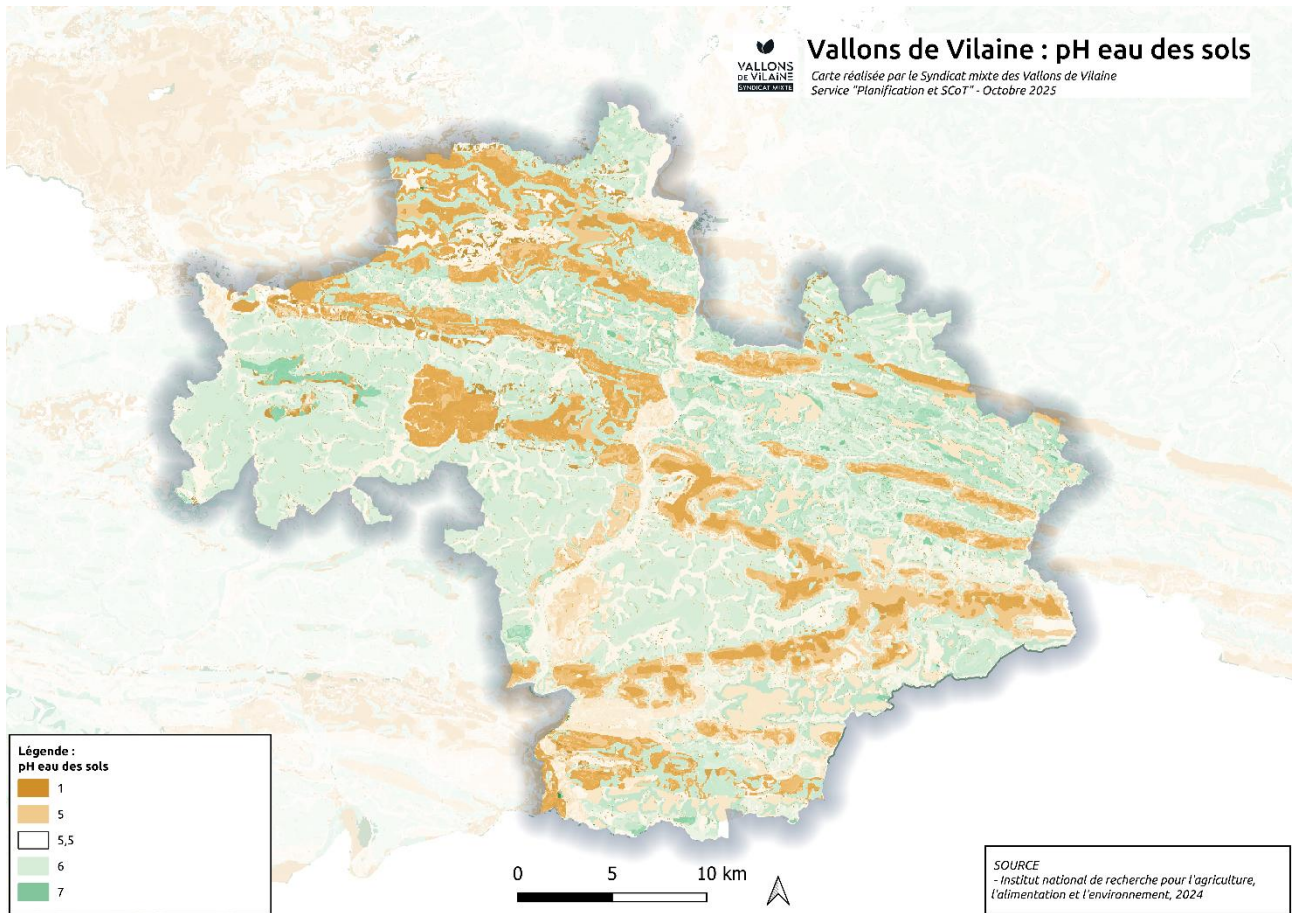 VALLONS
DE VILAINE
SYNDICAT MIXTE
Vallons de Vilaine : pH eau des sols
Carte réalisée par le Syndicat mixte des Vallons de Vilaine
Service "Planification et SCoT" - Octobre 2025
Légende :
pH eau des sols
1
5
5,5
6
7
0 5 10 km
SOURCE
- Institut national de recherche pour l'agriculture,
l'alimentation et l'environnement, 2024